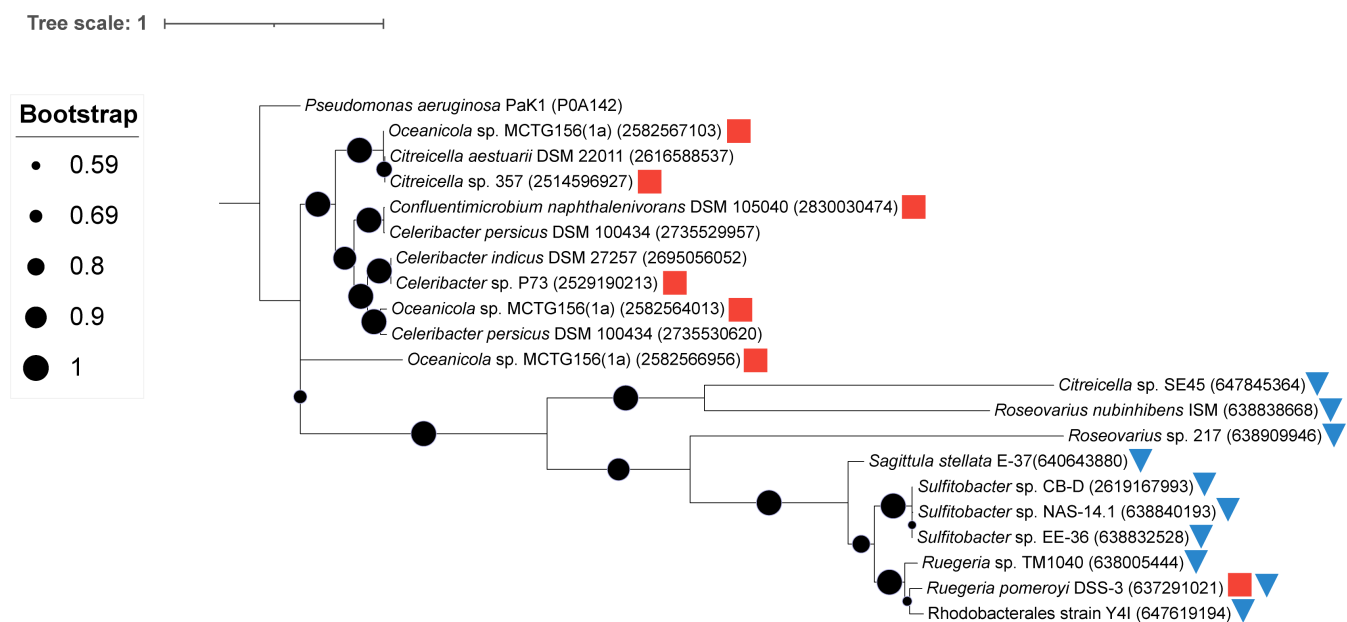 Tree scale: 1
Bootstrap
0.59
0.69
0.8
0.9
1
Pseudomonas aeruginosa PaK1 (P0A142)
Oceanicola sp. MCTG156(1a) (2582567103)
Citreicella aestuarii DSM 22011 (2616588537)
Citreicella sp. 357 (2514596927)
Confluentimicrobium naphthalenivorans DSM 105040 (2830030474)
Celeribacter persicus DSM 100434 (2735529957)
Celeribacter indicus DSM 27257 (2695056052)
Celeribacter sp. P73 (2529190213)
Oceanicola sp. MCTG156(1a) (2582564013)
Celeribacter persicus DSM 100434 (2735530620)
Oceanicola sp. MCTG156(1a) (2582566956)
Citreicella sp. SE45 (647845364)
Roseovarius nubinhibens ISM (638838668)
Roseovarius sp. 217 (638909946)
Sagittula stellata E-37(640643880)
Sulfitobacter sp. CB-D (2619167993)
Sulfitobacter sp. NAS-14.1 (638840193)
Sulfitobacter sp. EE-36 (638832528)
Ruegeria sp. TM1040 (638005444)
Ruegeria pomeroyi DSS-3 (637291021)
Rhodobacterales strain Y4I (647619194)